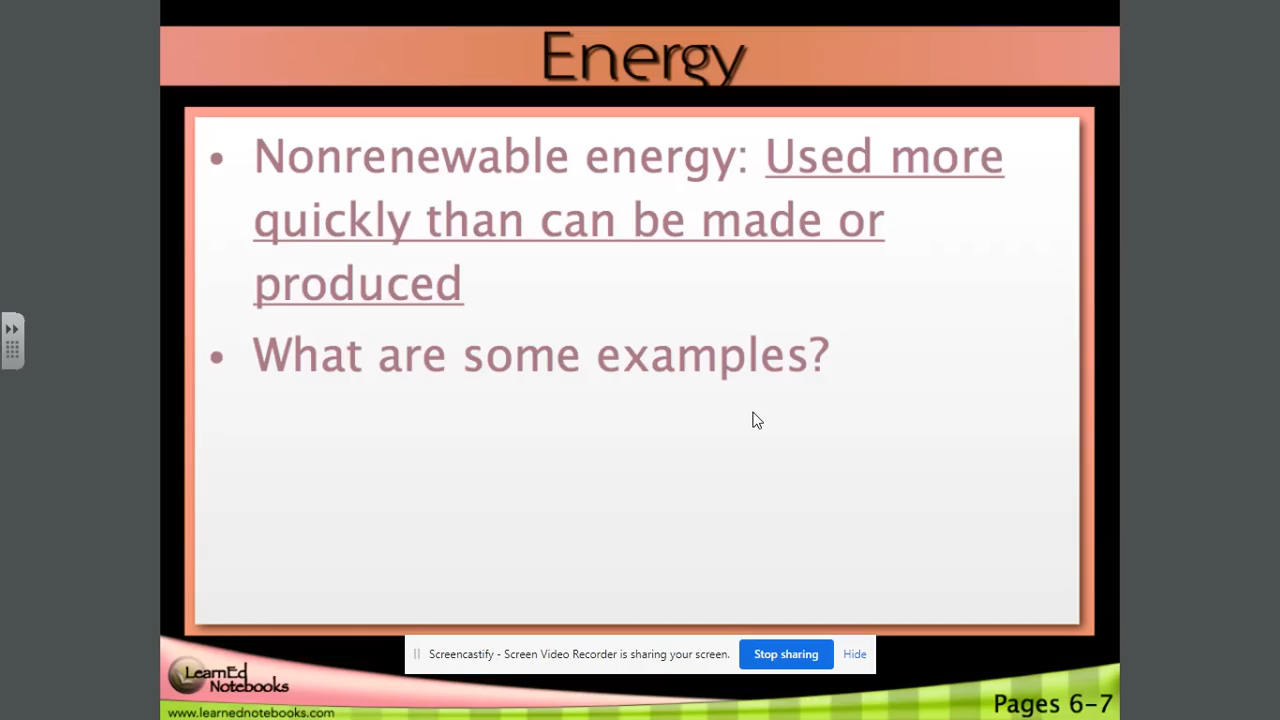 Energy
• Nonrenewable energy: Used more
quickly than can be made or
produced
• What are some examples?
Screencastify - Screen Video Recorder is sharing your screen.
Stop sharing
Hide
LearnEd
Notebooks
www.learnednotebooks.com
Pages 6-7